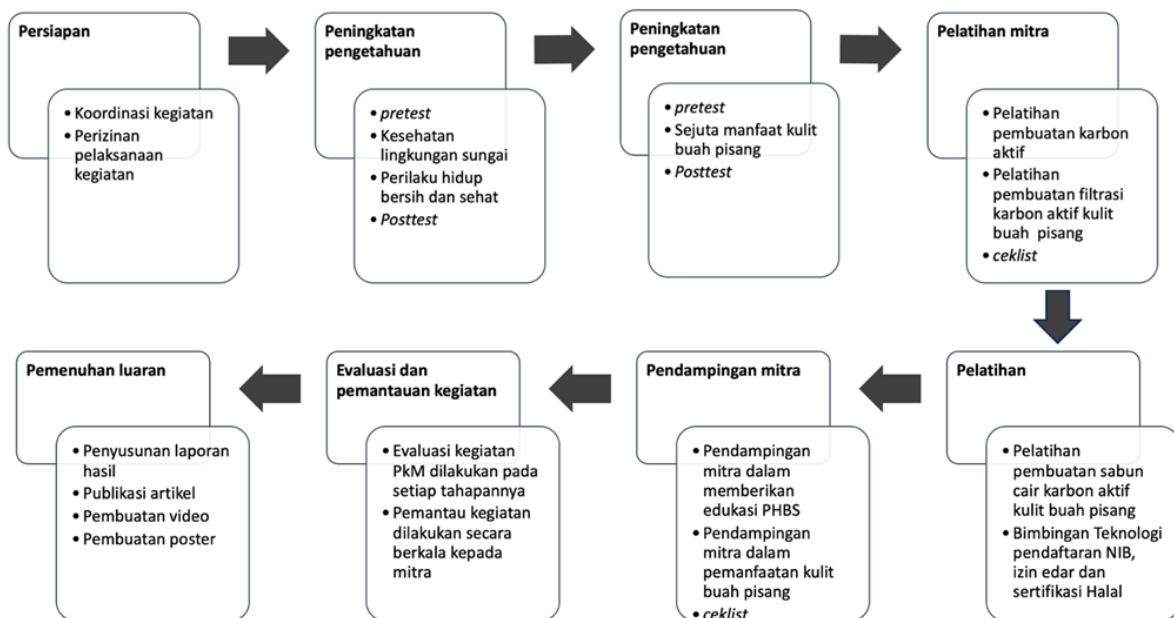 Persiapan
• Koordinasi kegiatan
• Perizinan
pelaksanaan
kegiatan
Peningkatan
pengetahuan
• pretest
• Kesehatan
lingkungan sungai
• Perilaku hidup
bersih dan sehat
• Posttest
Peningkatan
pengetahuan
• pretest
• Sejuta manfaat kulit
buah pisang
• Posttest
Pelatihan mitra
• Pelatihan
pembuatan karbon
aktif
• Pelatihan
pembuatan filtrasi
karbon aktif kulit
buah pisang
• ceklist
Pelatihan
• Pelatihan
pembuatan sabun
cair karbon aktif
kulit buah pisang
• Bimbingan Teknologi
pendaftaran NIB,
izin edar dan
sertifikasi Halal
Pendampingan mitra
• Pendampingan
mitra dalam
memberikan
edukasi PHBS
• Pendampingan
mitra dalam
pemanfaatan kulit
buah pisang
• ceklist
Evaluasi dan
pemantauan kegiatan
• Evaluasi kegiatan
PkM dilakukan pada
setiap tahapannya
• Pemantau kegiatan
dilakukan secara
berkala kepada
mitra
Pemenuhan luaran
• Penyusunan laporan
hasil
• Publikasi artikel
• Pembuatan video
• Pembuatan poster